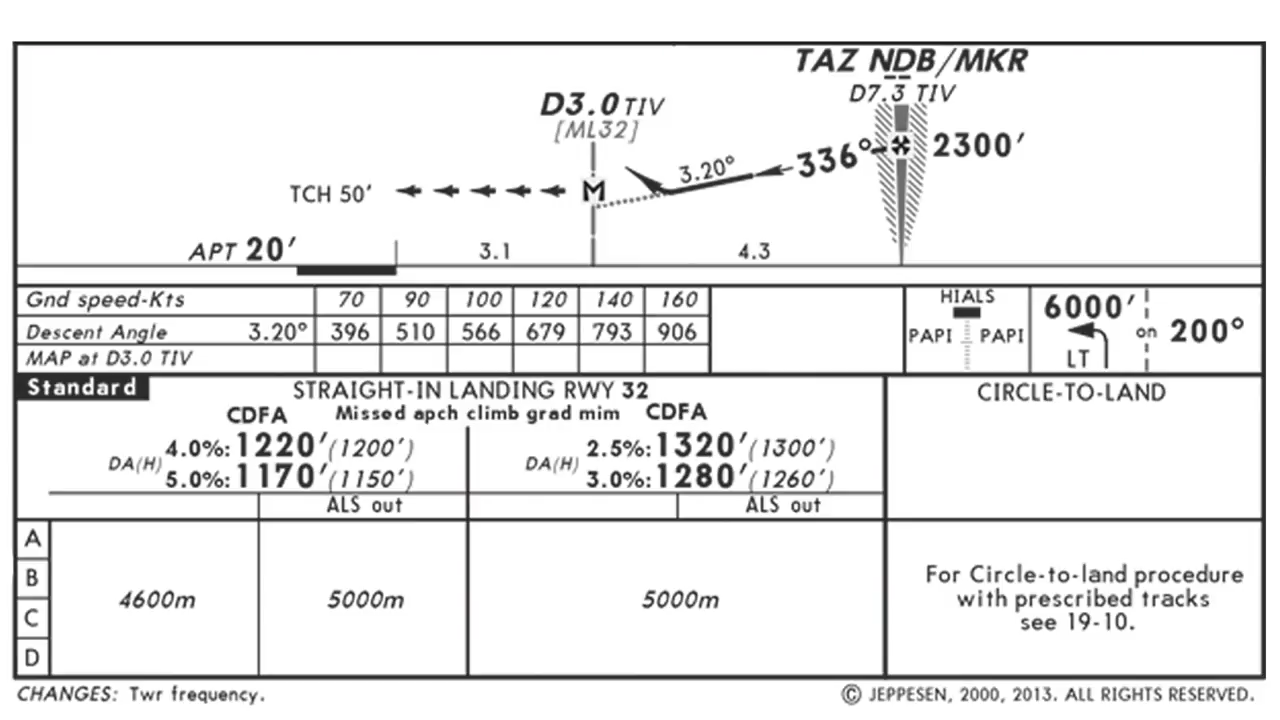 TAZ NDB/MKR
D7.3 TIV
D3.0 TIV
[ML32]
3.20°
336°
2300'
M
TCH 50'
APT 20'
3.1
4.3
Gnd speed-Kts 70 90 100 120 140 160
Descent Angle 3.20° 396 510 566 679 793 906
MAP at D3.0 TIV
HIALS
PAPI PAPI
6000'
LT
on 200°
Standard
STRAIGHT-IN LANDING RWY 32
CDFA Missed apch climb grad mim CDFA
DA(H) 4.0%: 1220'(1200')
5.0%: 1170'(1150')
DA(H) 2.5%: 1320'(1300')
3.0%: 1280'(1260')
ALS out
ALS out
CIRCLE-TO-LAND
A
B
C
D
4600m
5000m
5000m
For Circle-to-land procedure
with prescribed tracks
see 19-10.
CHANGES: Twr frequency.
© JEPPESEN, 2000, 2013. ALL RIGHTS RESERVED.